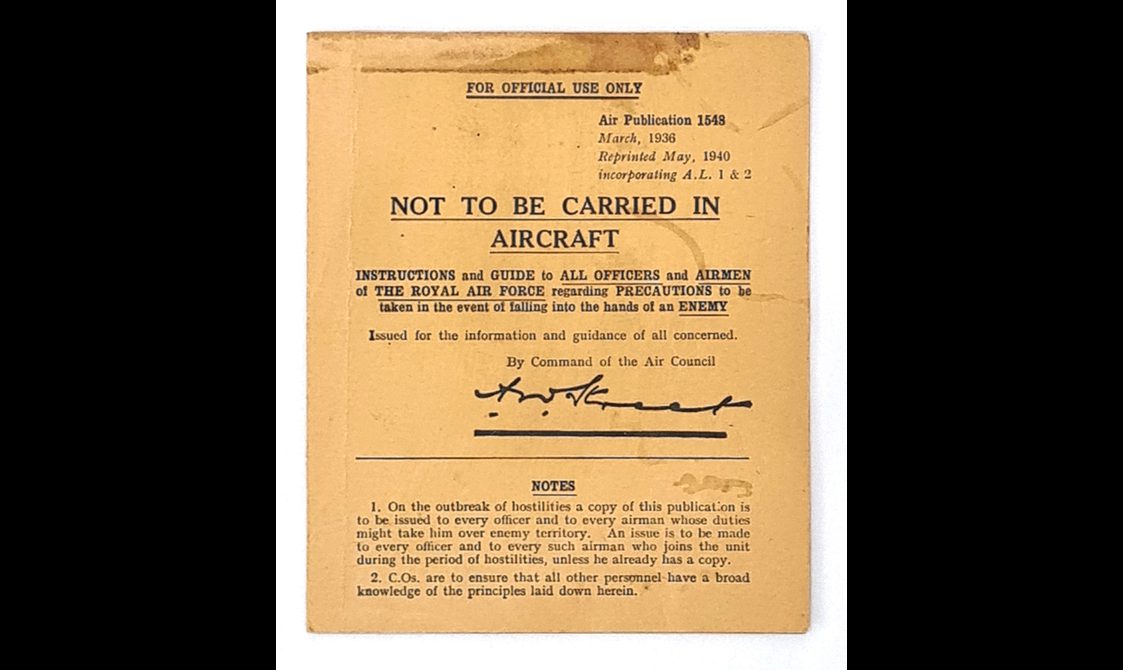 FOR OFFICIAL USE ONLY
Air Publication 1548
March, 1936
Reprinted May, 1940
incorporating A.L. 1 & 2
NOT TO BE CARRIED IN
AIRCRAFT
INSTRUCTIONS and GUIDE to ALL OFFICERS and AIRMEN
of THE ROYAL AIR FORCE regarding PRECAUTIONS to be
taken in the event of falling into the hands of an ENEMY
Issued for the information and guidance of all concerned.
By Command of the Air Council
NOTES
1. On the outbreak of hostilities a copy of this publication is
to be issued to every officer and to every airman whose duties
might take him over enemy territory. An issue is to be made
to every officer and to every such airman who joins the unit
during the period of hostilities, unless he already has a copy.
2. C.Os. are to ensure that all other personnel have a broad
knowledge of the principles laid down herein.